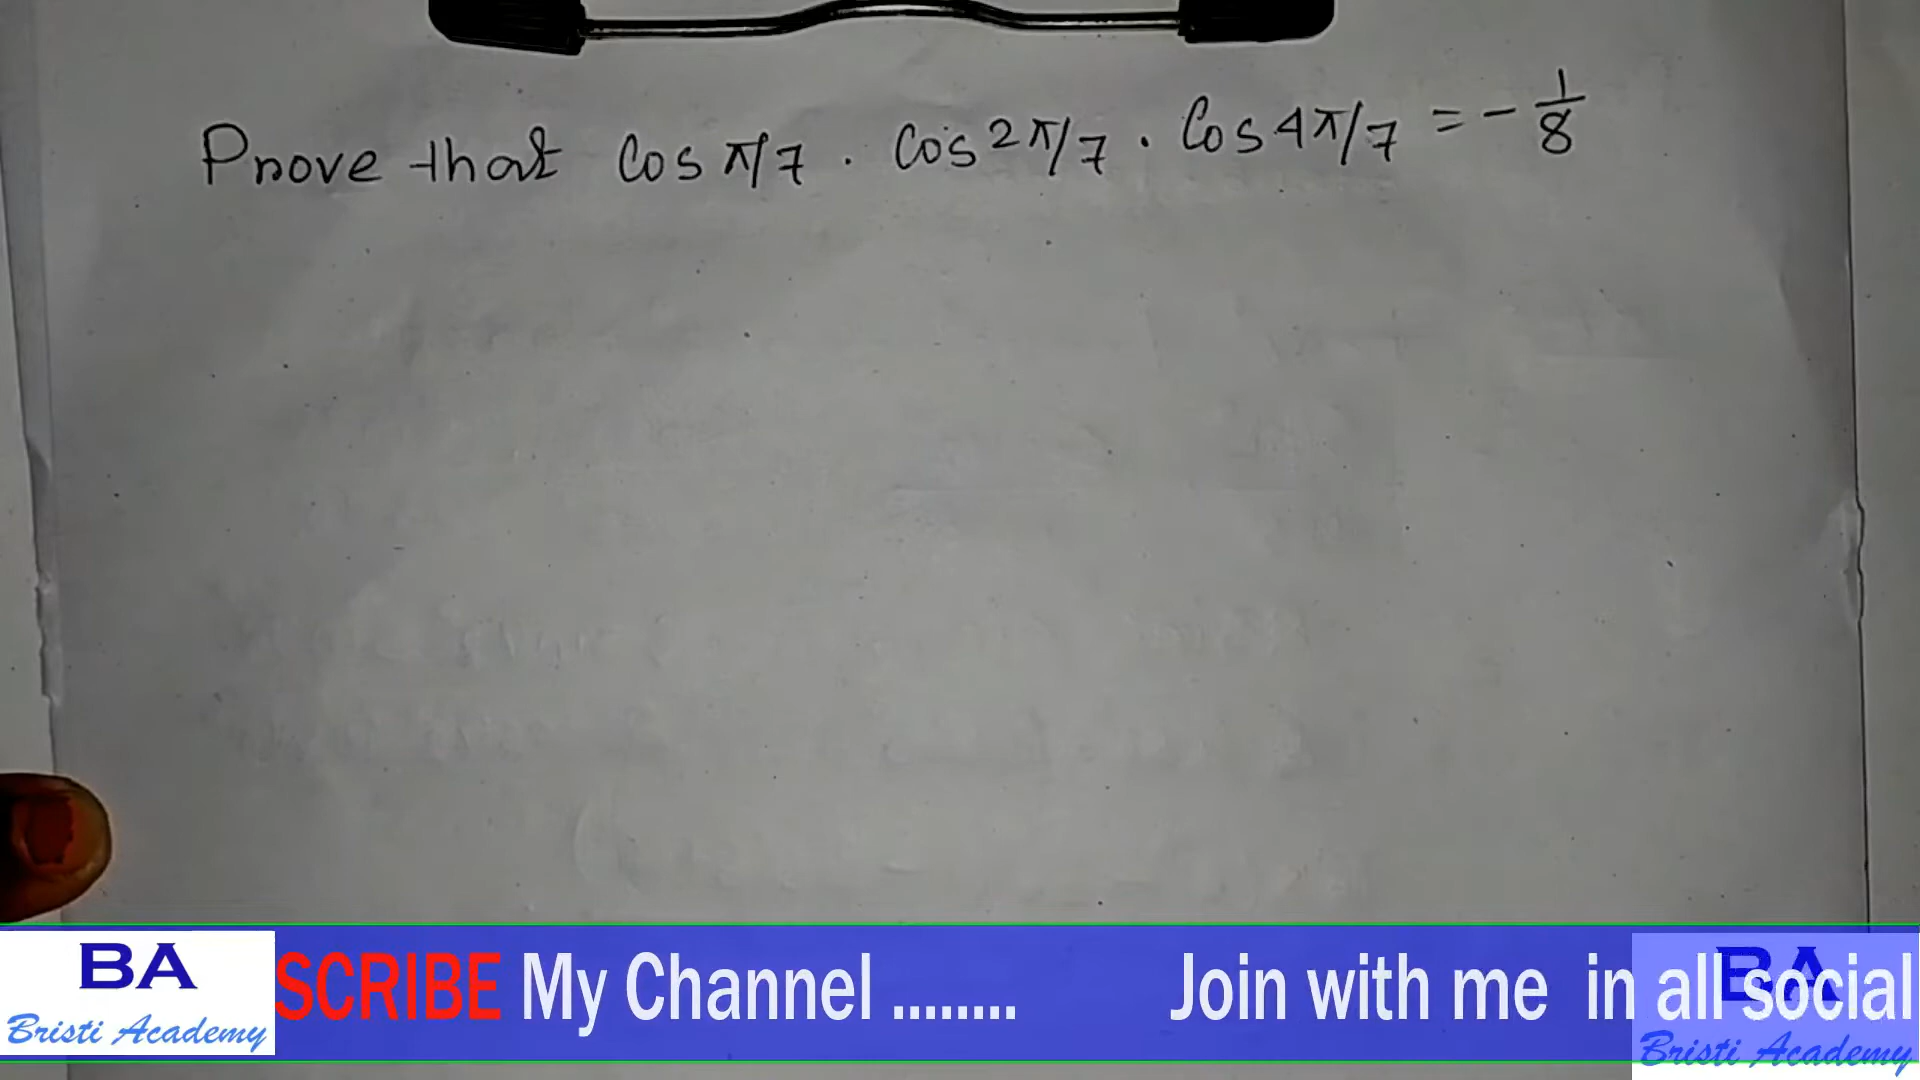 Prove that Cos π/7 . Cos 2π/7 . Cos 4π/7 = - 1/8
BA
Bristi Academy
SCRIBE My Channel ........ Join with me in all social
BA
Bristi Academy